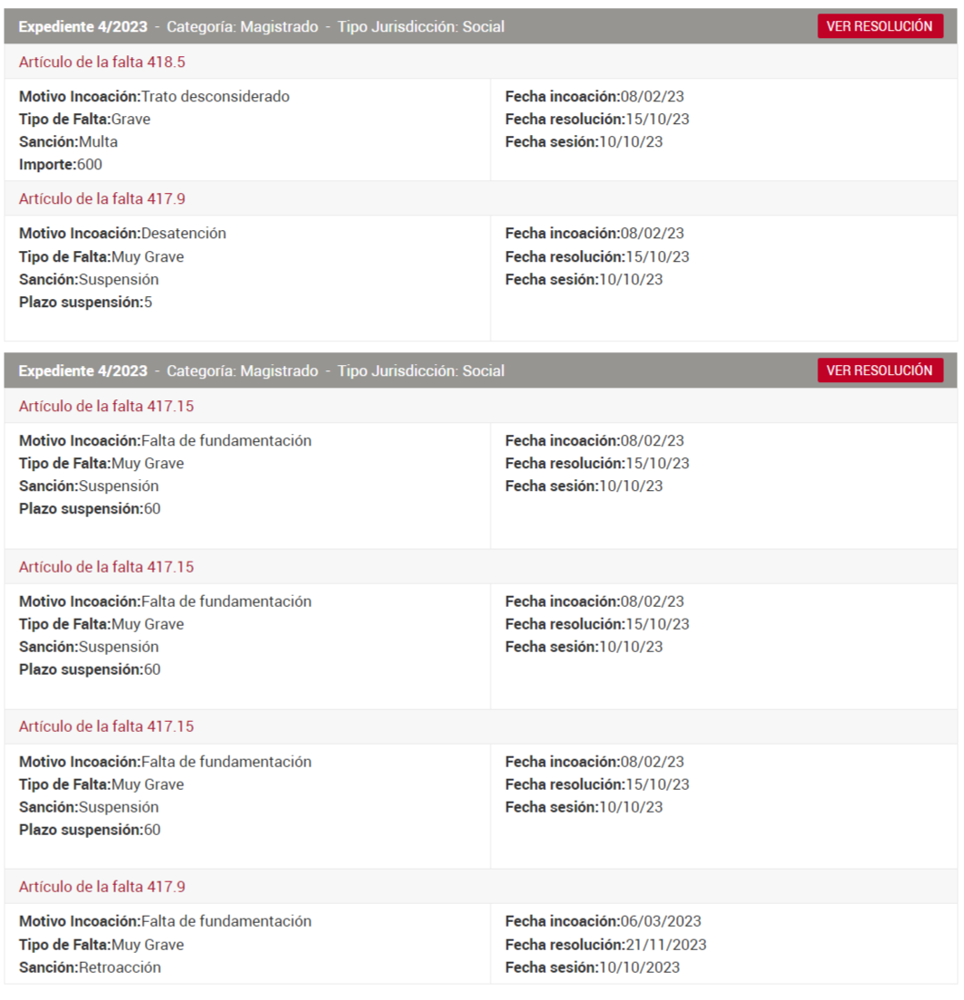 Expediente 4/2023 - Categoría: Magistrado - Tipo Jurisdicción: Social VER RESOLUCIÓN
Artículo de la falta 418.5
Motivo Incoación:Trato desconsiderado
Tipo de Falta:Grave
Sanción:Multa
Importe:600
Fecha incoación:08/02/23
Fecha resolución:15/10/23
Fecha sesión:10/10/23
Artículo de la falta 417.9
Motivo Incoación:Desatención
Tipo de Falta:Muy Grave
Sanción:Suspensión
Plazo suspensión:5
Fecha incoación:08/02/23
Fecha resolución:15/10/23
Fecha sesión:10/10/23
Expediente 4/2023 - Categoría: Magistrado - Tipo Jurisdicción: Social VER RESOLUCIÓN
Artículo de la falta 417.15
Motivo Incoación:Falta de fundamentación
Tipo de Falta:Muy Grave
Sanción:Suspensión
Plazo suspensión:60
Fecha incoación:08/02/23
Fecha resolución:15/10/23
Fecha sesión:10/10/23
Artículo de la falta 417.15
Motivo Incoación:Falta de fundamentación
Tipo de Falta:Muy Grave
Sanción:Suspensión
Plazo suspensión:60
Fecha incoación:08/02/23
Fecha resolución:15/10/23
Fecha sesión:10/10/23
Artículo de la falta 417.15
Motivo Incoación:Falta de fundamentación
Tipo de Falta:Muy Grave
Sanción:Suspensión
Plazo suspensión:60
Fecha incoación:08/02/23
Fecha resolución:15/10/23
Fecha sesión:10/10/23
Artículo de la falta 417.9
Motivo Incoación:Falta de fundamentación
Tipo de Falta:Muy Grave
Sanción:Retroacción
Fecha incoación:06/03/2023
Fecha resolución:21/11/2023
Fecha sesión:10/10/2023